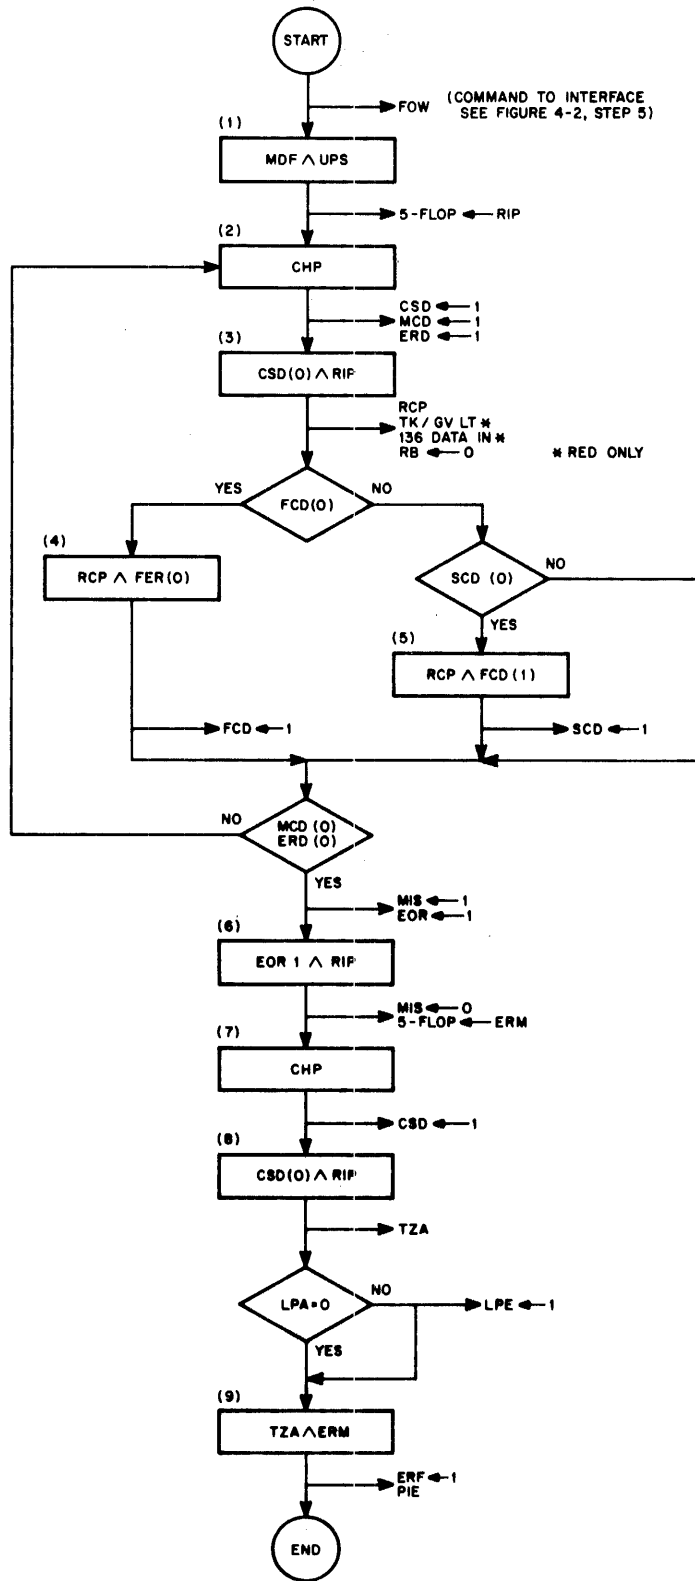 START
FOW (COMMAND TO INTERFACE
SEE FIGURE 4-2, STEP 5)
(1)
MDF ∧ UPS
5-FLOP ← RIP
(2)
CHP
CSD ← 1
MCD ← 1
ERD ← 1
(3)
CSD(0) ∧ RIP
RCP
TK/GV LT *
136 DATA IN *
RB ← 0 * RED ONLY
YES FCD(0) NO
(4)
RCP ∧ FER(0)
SCD (0) NO
YES
(5)
RCP ∧ FCD(1)
FCD ← 1
SCD ← 1
NO
MCD (0)
ERD (0)
YES
MIS ← 1
EOR ← 1
(6)
EOR 1 ∧ RIP
MIS ← 0
5-FLOP ← ERM
(7)
CHP
CSD ← 1
(8)
CSD(0) ∧ RIP
TZA
LPA=0 NO
LPE ← 1
YES
(9)
TZA ∧ ERM
ERF ← 1
PIE
END